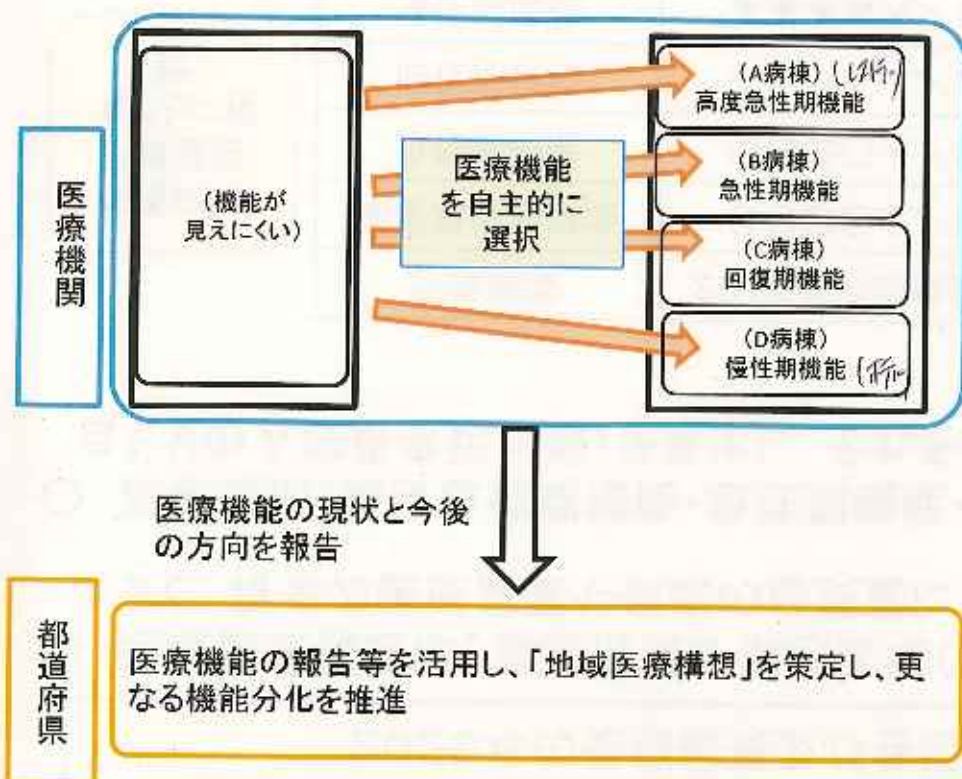 医療機関
(機能が
見えにくい)
医療機能
を自主的に
選択
(A病棟)
高度急性期機能
(B病棟)
急性期機能
(C病棟)
回復期機能
(D病棟)
慢性期機能
医療機能の現状と今後
の方向を報告
都道府県
医療機能の報告等を活用し、「地域医療構想」を策定し、更
なる機能分化を推進